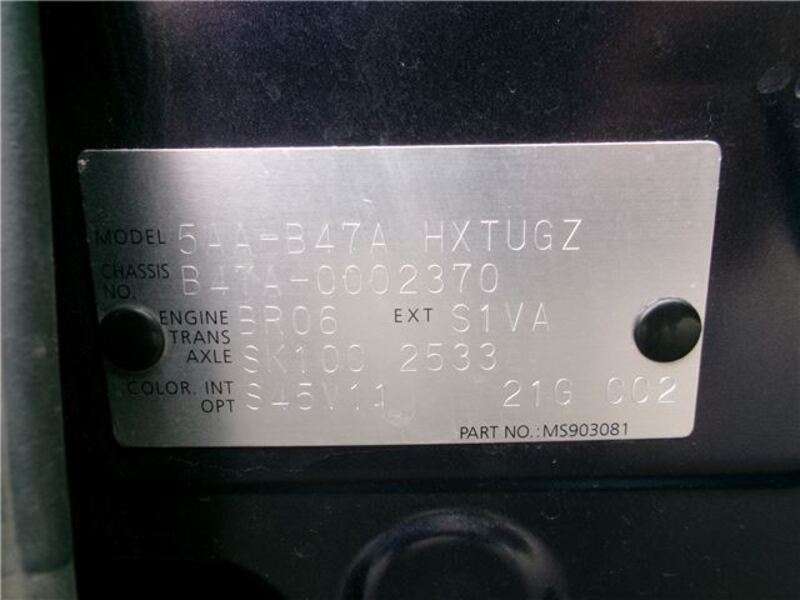 MODEL 5AA-B47A HXTUGZ
CHASSIS NO. B47A-0002370
ENGINE BR06 EXT S1VA
TRANS AXLE SK100 2533
COLOR. INT OPT S45V11 21G 002
PART NO.:MS903081